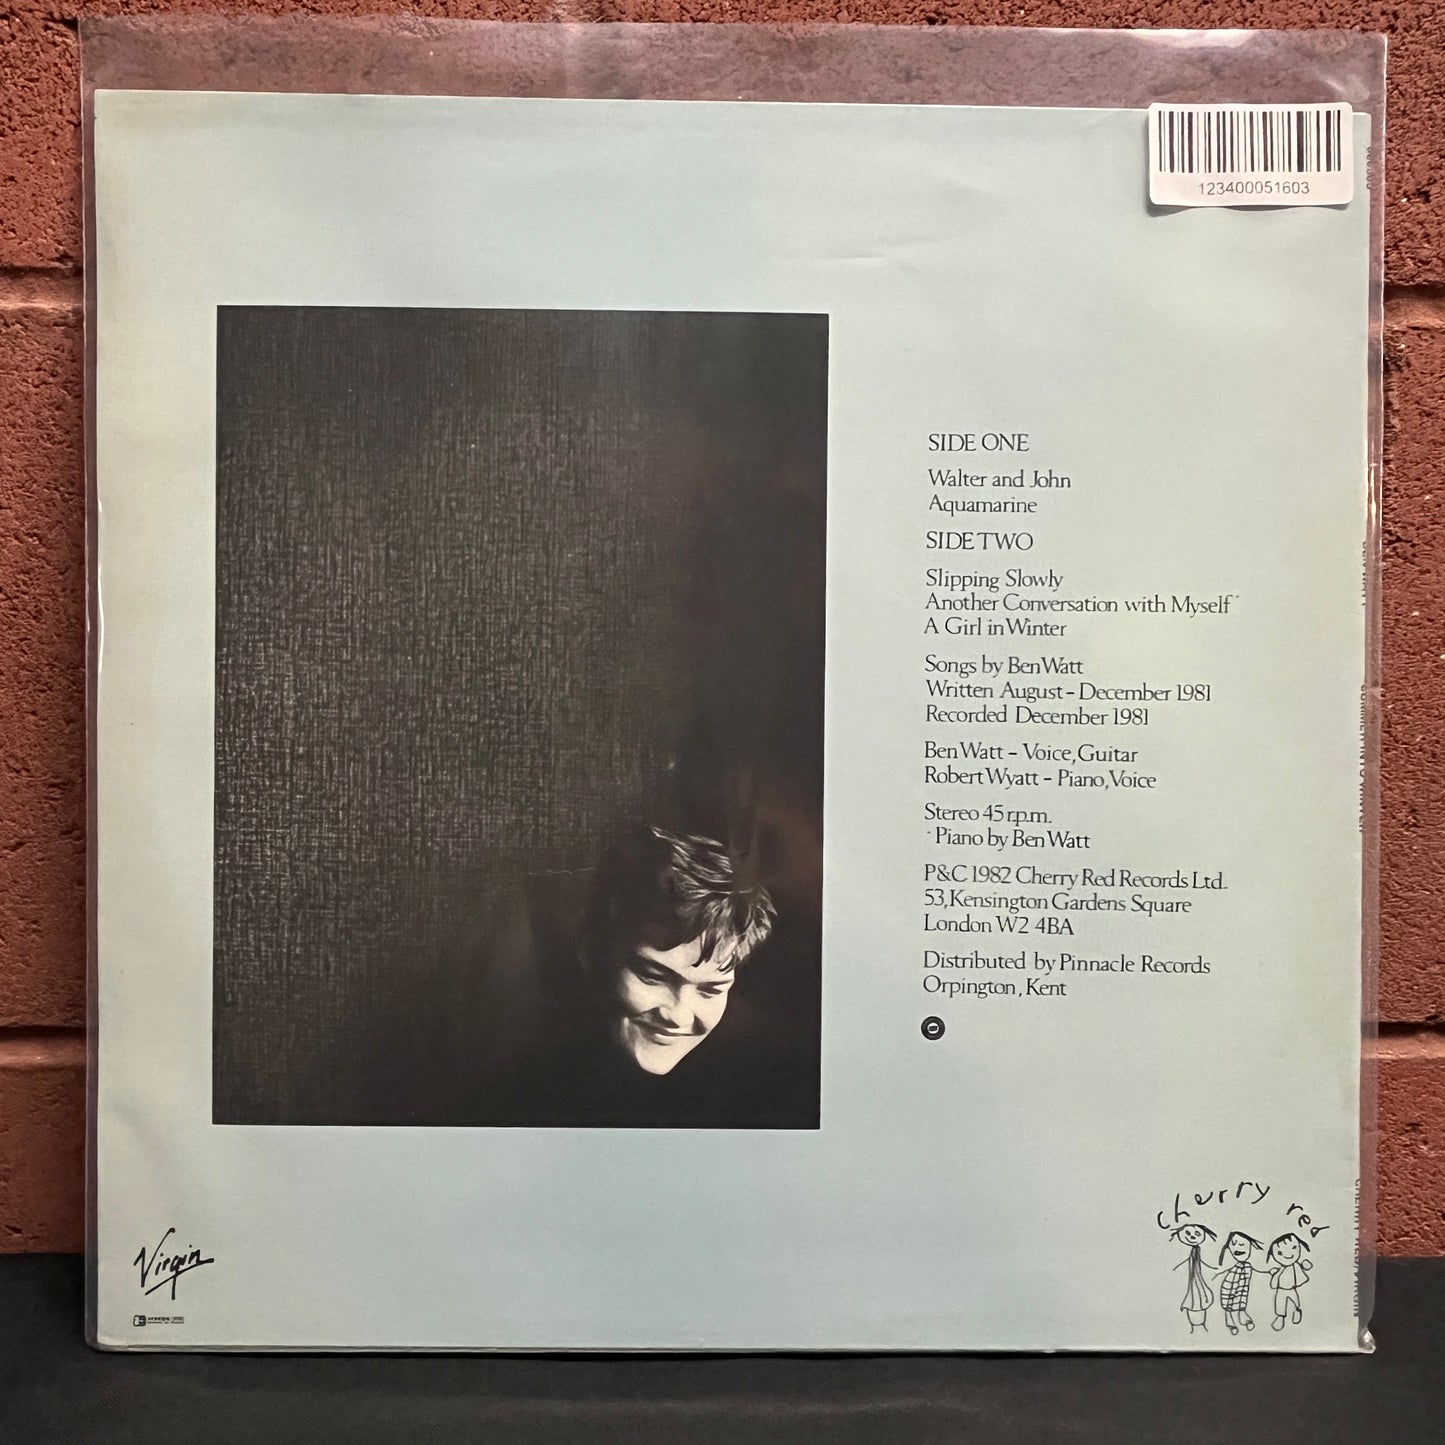 123400051603
SIDE ONE
Walter and John
Aquamarine
SIDE TWO
Slipping Slowly
Another Conversation with Myself -
A Girl in Winter
Songs by Ben Watt
Written August – December 1981
Recorded December 1981
Ben Watt – Voice, Guitar
Robert Wyatt – Piano, Voice
Stereo 45 r.p.m.
- Piano by Ben Watt
P&C 1982 Cherry Red Records Ltd.
53, Kensington Gardens Square
London W2 4BA
Distributed by Pinnacle Records
Orpington, Kent
cherry red
Virgin